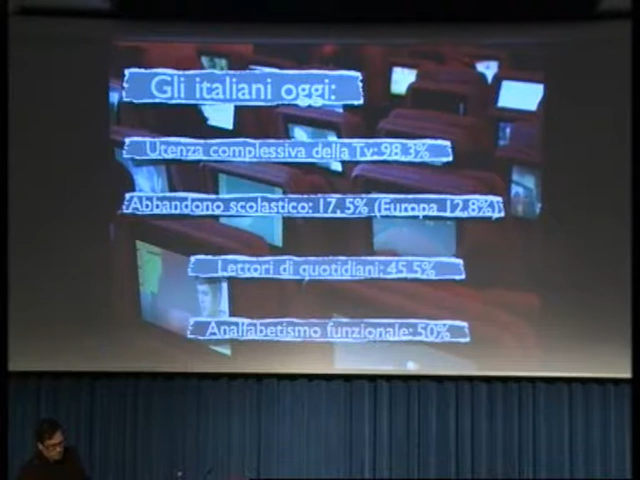 Gli italiani oggi:
Utenza complessiva della Tv: 98.3%
Abbandono scolastico: 17, 5% (Europa 12,8%)
Lettori di quotidiani: 45.5%
Analfabetismo funzionale: 50%